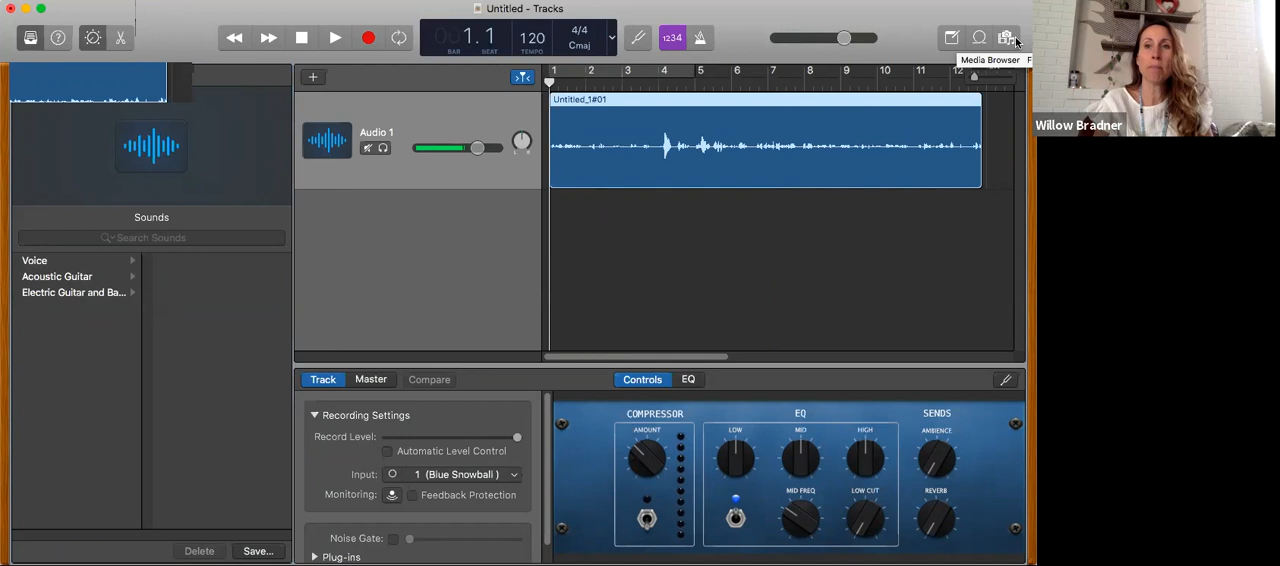 Untitled - Tracks
1.1
BAR BEAT
120
TEMPO
4/4
Cmaj
1234
Media Browser F
Willow Bradner
1 2 3 4 5 6 7 8 9 10 11 12
Untitled_1#01
Audio 1
L R
Sounds
Search Sounds
Voice
Acoustic Guitar
Electric Guitar and Ba...
Delete
Save...
Track
Master
Compare
Controls
EQ
Recording Settings
Record Level:
Automatic Level Control
Input:
1 (Blue Snowball )
Monitoring:
Feedback Protection
Noise Gate:
Plug-ins
COMPRESSOR
AMOUNT
EQ
LOW
MID
HIGH
MID FREQ
LOW CUT
SENDS
AMBIENCE
REVERB